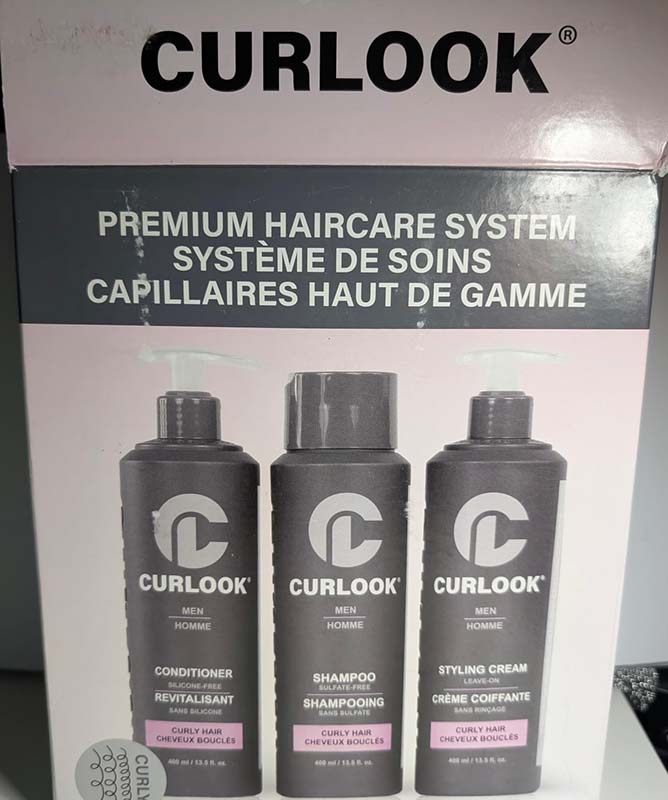 CURLOOK®
PREMIUM HAIRCARE SYSTEM
SYSTÈME DE SOINS
CAPILLAIRES HAUT DE GAMME
CURLOOK®
MEN
HOMME
CONDITIONER
SILICONE-FREE
REVITALISANT
SANS SILICONE
CURLY HAIR
CHEVEUX BOUCLÉS
400 ml / 13.5 fl. oz.
CURLOOK®
MEN
HOMME
SHAMPOO
SULFATE-FREE
SHAMPOOING
SANS SULFATE
CURLY HAIR
CHEVEUX BOUCLÉS
400 ml / 13.5 fl. oz.
CURLOOK®
MEN
HOMME
STYLING CREAM
LEAVE-ON
CRÈME COIFFANTE
SANS RINÇAGE
CURLY HAIR
CHEVEUX BOUCLÉS
400 ml / 13.5 fl. oz.
CURLY